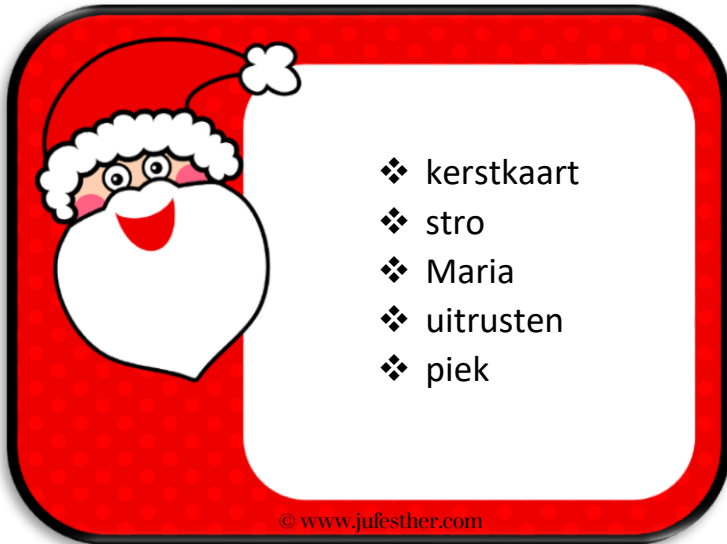 ❖ kerstkaart
❖ stro
❖ Maria
❖ uitrusten
❖ piek
© www.jufesther.com